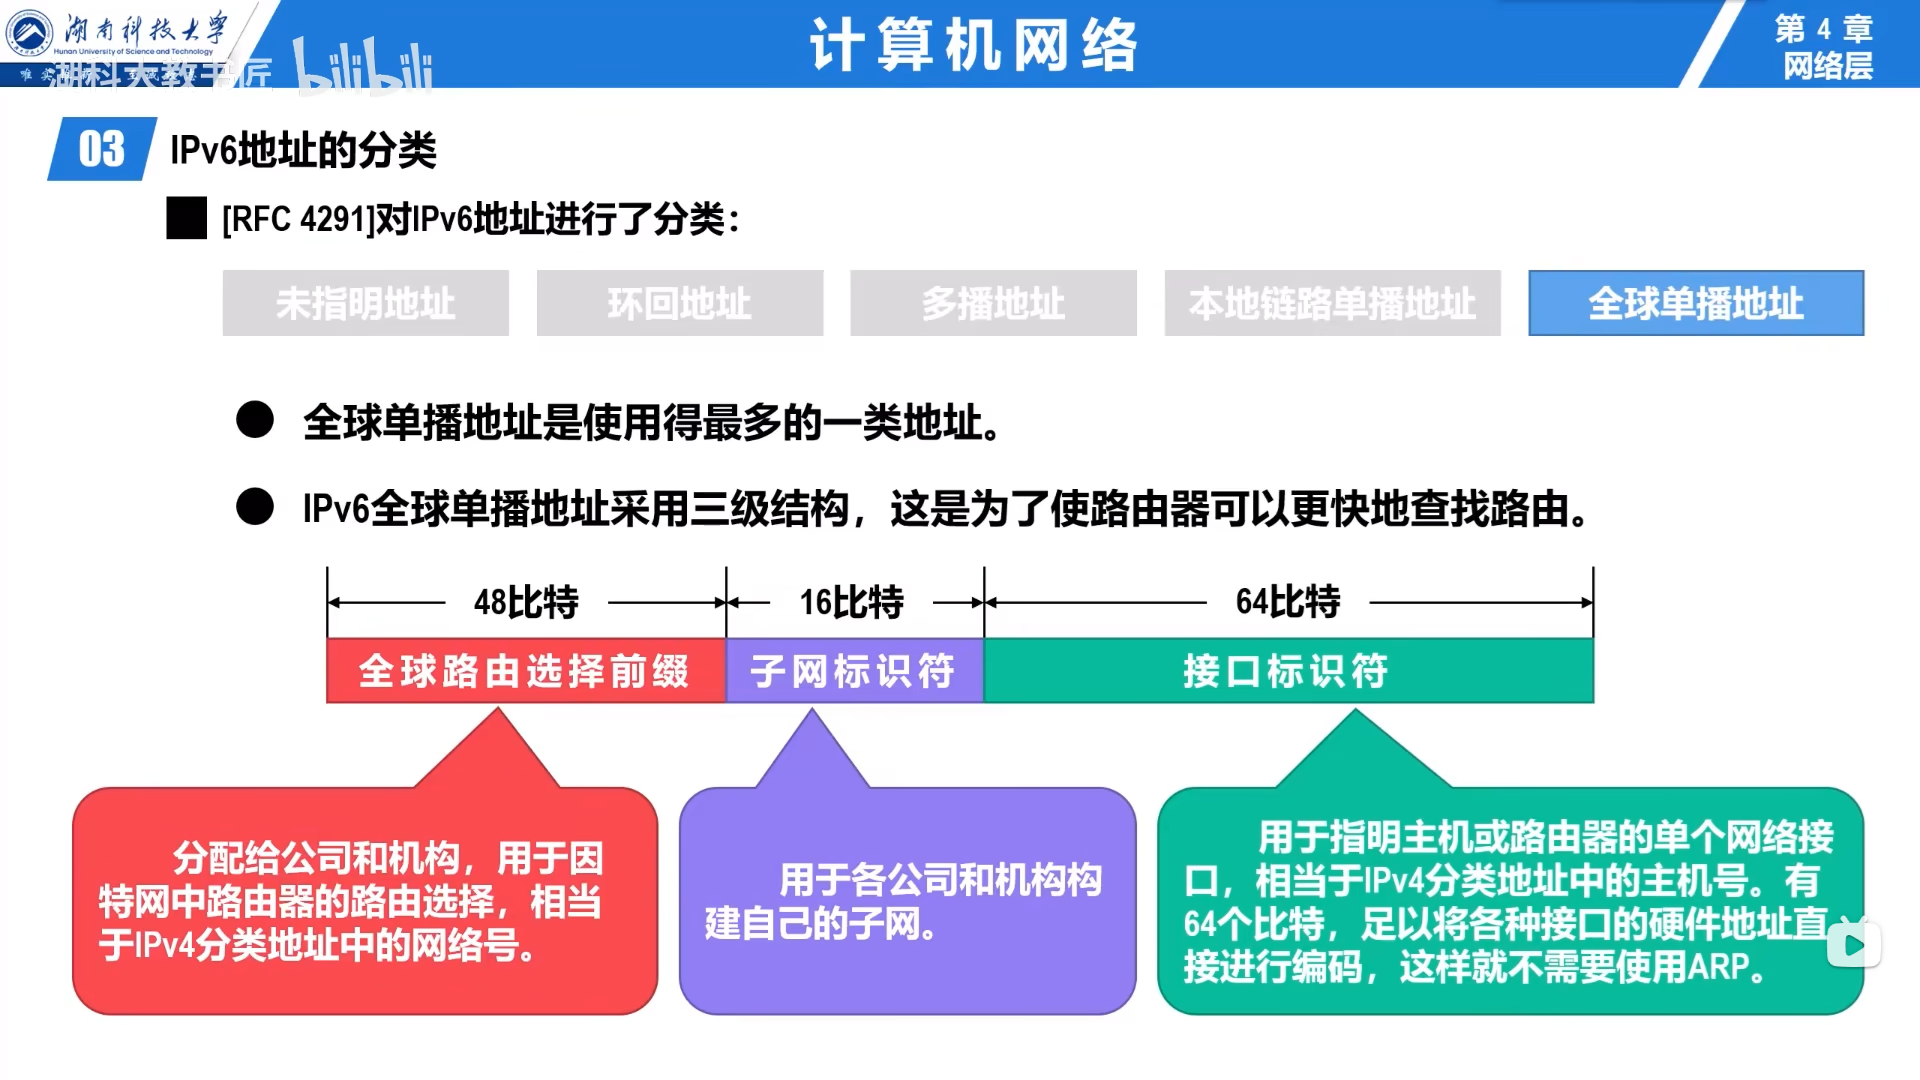 湖南科技大学
Hunan University of Science and Technology
湖科大教书匠 bilibili
计算机网络
第 4 章
网络层
03 IPv6地址的分类
[RFC 4291]对IPv6地址进行了分类：
未指明地址 环回地址 多播地址 本地链路单播地址 全球单播地址
全球单播地址是使用得最多的一类地址。
IPv6全球单播地址采用三级结构，这是为了使路由器可以更快地查找路由。
48比特 16比特 64比特
全球路由选择前缀 子网标识符 接口标识符
分配给公司和机构，用于因
特网中路由器的路由选择，相当
于IPv4分类地址中的网络号。
用于各公司和机构构
建自己的子网。
用于指明主机或路由器的单个网络接
口，相当于IPv4分类地址中的主机号。有
64个比特，足以将各种接口的硬件地址直
接进行编码，这样就不需要使用ARP。